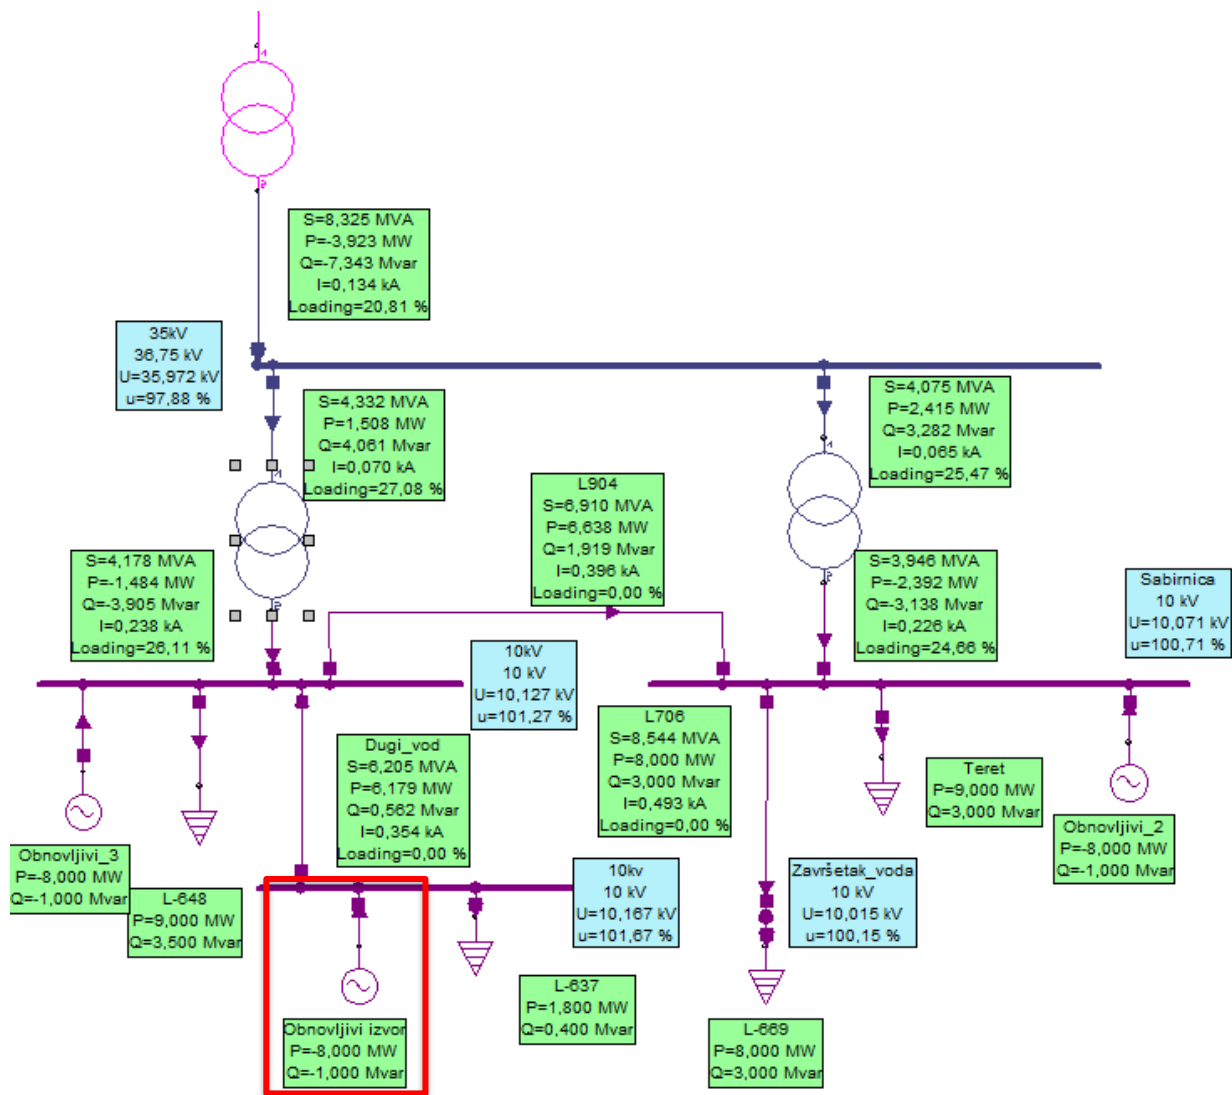 S=8,325 MVA
P=-3,923 MW
Q=-7,343 Mvar
I=0,134 kA
Loading=20,81 %
35kV
36,75 kV
U=35,972 kV
u=97,88 %
S=4,332 MVA
P=1,508 MW
Q=4,061 Mvar
I=0,070 kA
Loading=27,08 %
S=4,075 MVA
P=2,415 MW
Q=3,282 Mvar
I=0,065 kA
Loading=25,47 %
L904
S=6,910 MVA
P=6,638 MW
Q=1,919 Mvar
I=0,396 kA
Loading=0,00 %
S=4,178 MVA
P=-1,484 MW
Q=-3,905 Mvar
I=0,238 kA
Loading=26,11 %
S=3,946 MVA
P=-2,392 MW
Q=-3,138 Mvar
I=0,226 kA
Loading=24,66 %
Sabirnica
10 kV
U=10,071 kV
u=100,71 %
10kV
10 kV
U=10,127 kV
u=101,27 %
L706
S=8,544 MVA
P=8,000 MW
Q=3,000 Mvar
I=0,493 kA
Loading=0,00 %
Dugi_vod
S=6,205 MVA
P=6,179 MW
Q=0,562 Mvar
I=0,354 kA
Loading=0,00 %
Teret
P=9,000 MW
Q=3,000 Mvar
Obnovljivi_2
P=-8,000 MW
Q=-1,000 Mvar
Obnovljivi_3
P=-8,000 MW
Q=-1,000 Mvar
L-648
P=9,000 MW
Q=3,500 Mvar
10kv
10 kV
U=10,167 kV
u=101,67 %
Završetak_voda
10 kV
U=10,015 kV
u=100,15 %
L-637
P=1,800 MW
Q=0,400 Mvar
Obnovljivi izvor
P=-8,000 MW
Q=-1,000 Mvar
L-669
P=8,000 MW
Q=3,000 Mvar